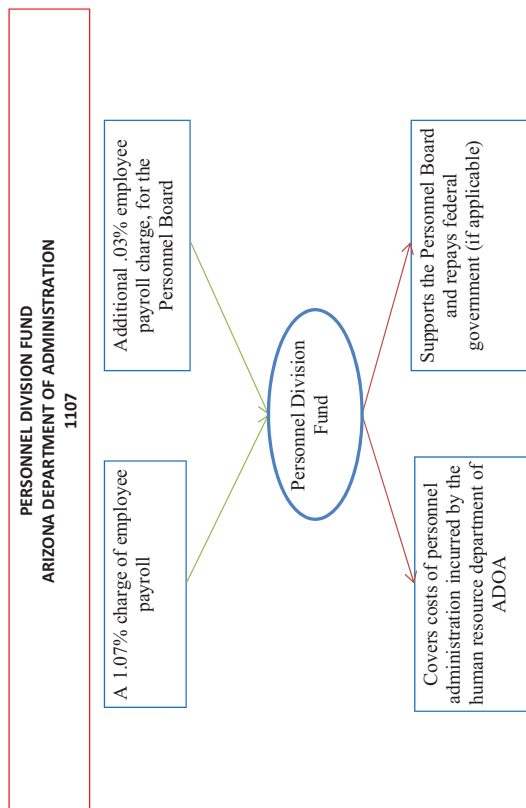 PERSONNEL DIVISION FUND
ARIZONA DEPARTMENT OF ADMINISTRATION
1107
A 1.07% charge of employee
payroll
Additional .03% employee
payroll charge, for the
Personnel Board
Personnel Division
Fund
Covers costs of personnel
administration incurred by the
human resource department of
ADOA
Supports the Personnel Board
and repays federal
government (if applicable)